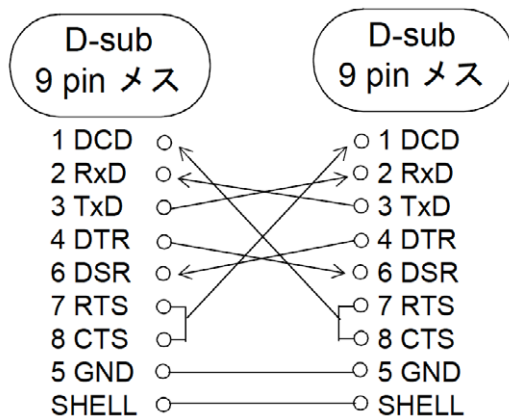 D-sub
9 pin メス
D-sub
9 pin メス
1 DCD
2 RxD
3 TxD
4 DTR
6 DSR
7 RTS
8 CTS
5 GND
SHELL
1 DCD
2 RxD
3 TxD
4 DTR
6 DSR
7 RTS
8 CTS
5 GND
SHELL